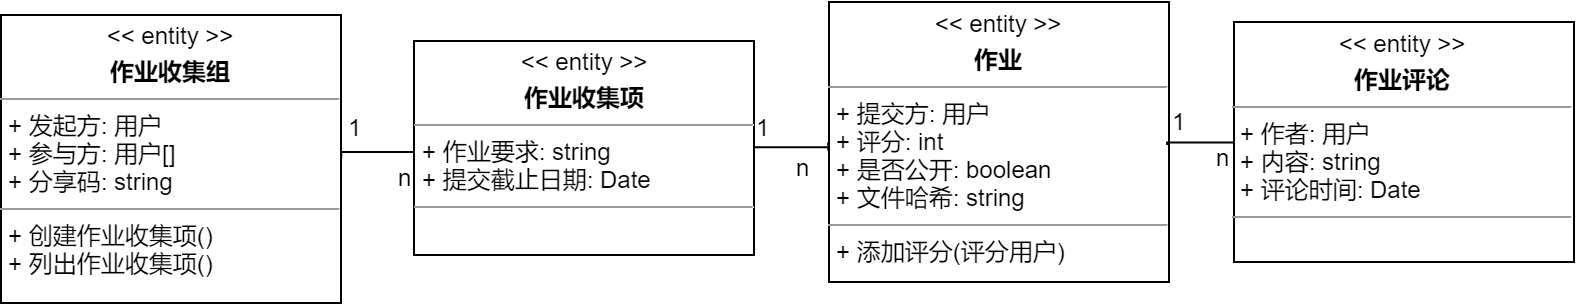 << entity >>
作业收集组
+ 发起方: 用户
+ 参与方: 用户[]
+ 分享码: string
+ 创建作业收集项()
+ 列出作业收集项()
1
n
<< entity >>
作业收集项
+ 作业要求: string
+ 提交截止日期: Date
1
n
<< entity >>
作业
+ 提交方: 用户
+ 评分: int
+ 是否公开: boolean
+ 文件哈希: string
+ 添加评分(评分用户)
1
n
<< entity >>
作业评论
+ 作者: 用户
+ 内容: string
+ 评论时间: Date